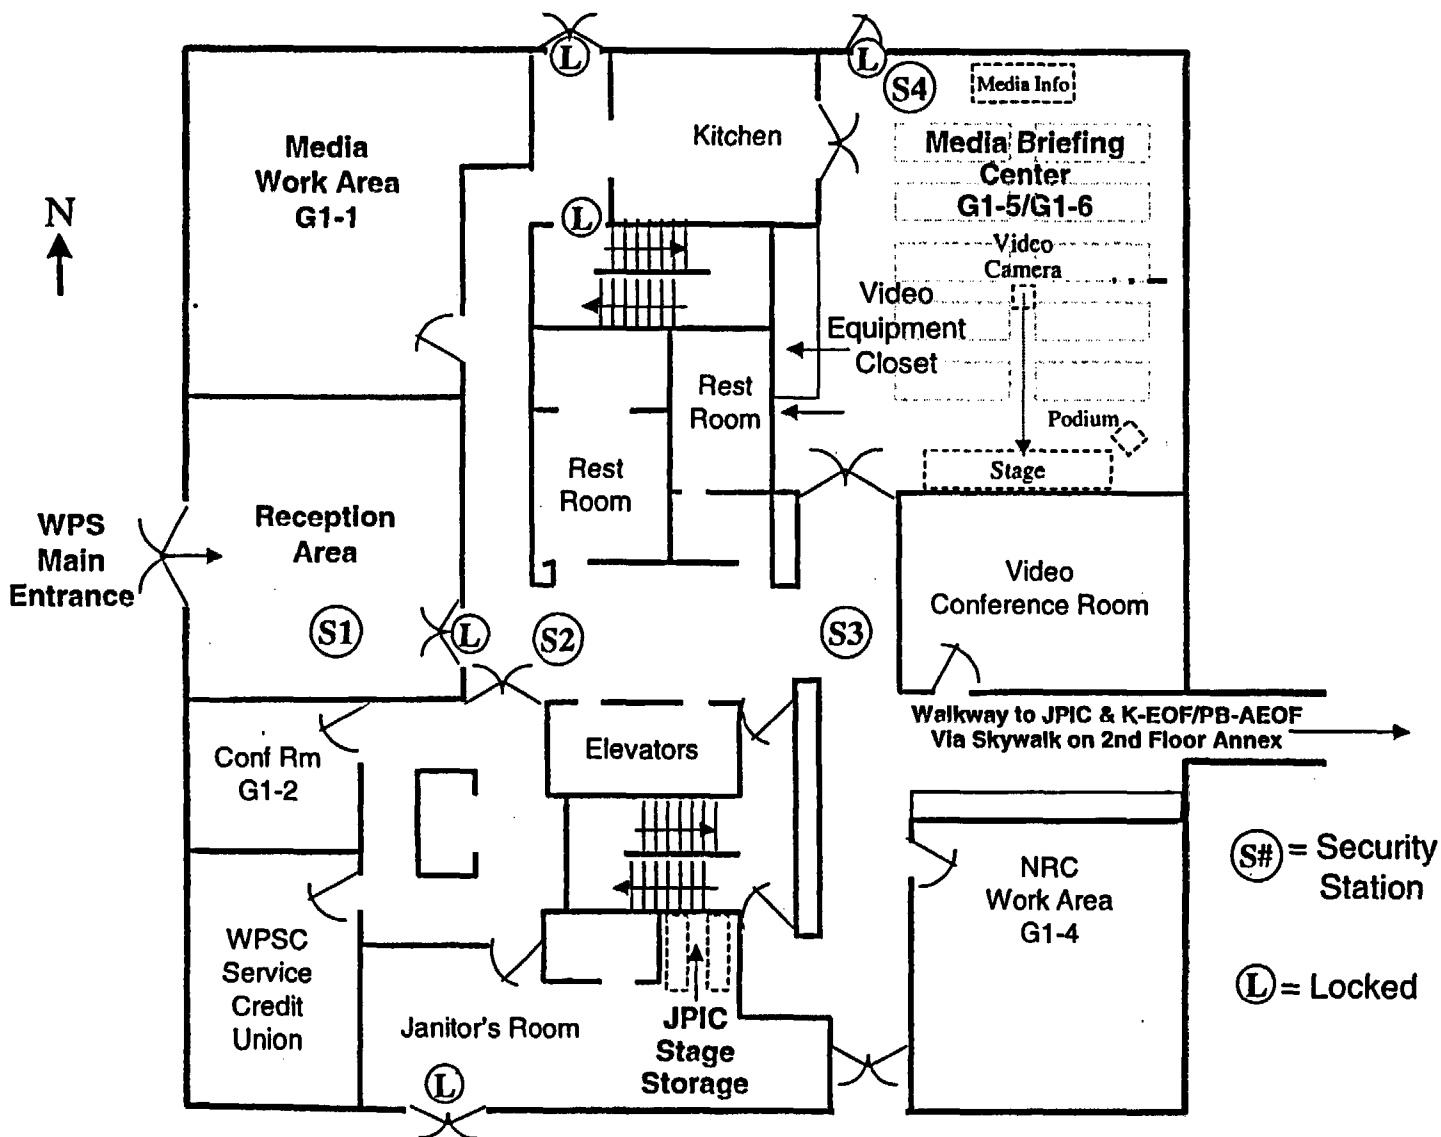 L
L
S4
Media Info
Kitchen
Media
Work Area
G1-1
Media Briefing
Center
G1-5/G1-6
N
L
Video
Camera
Video
Equipment
Closet
Rest
Room
Podium
Stage
Rest
Room
WPS
Main
Entrance
Reception
Area
Video
Conference Room
S1
L
S2
S3
Walkway to JPIC & K-EOF/PB-AEOF
Via Skywalk on 2nd Floor Annex
Elevators
Conf Rm
G1-2
S# = Security
Station
NRC
Work Area
G1-4
WPSC
Service
Credit
Union
L = Locked
Janitor's Room
JPIC
Stage
Storage
L